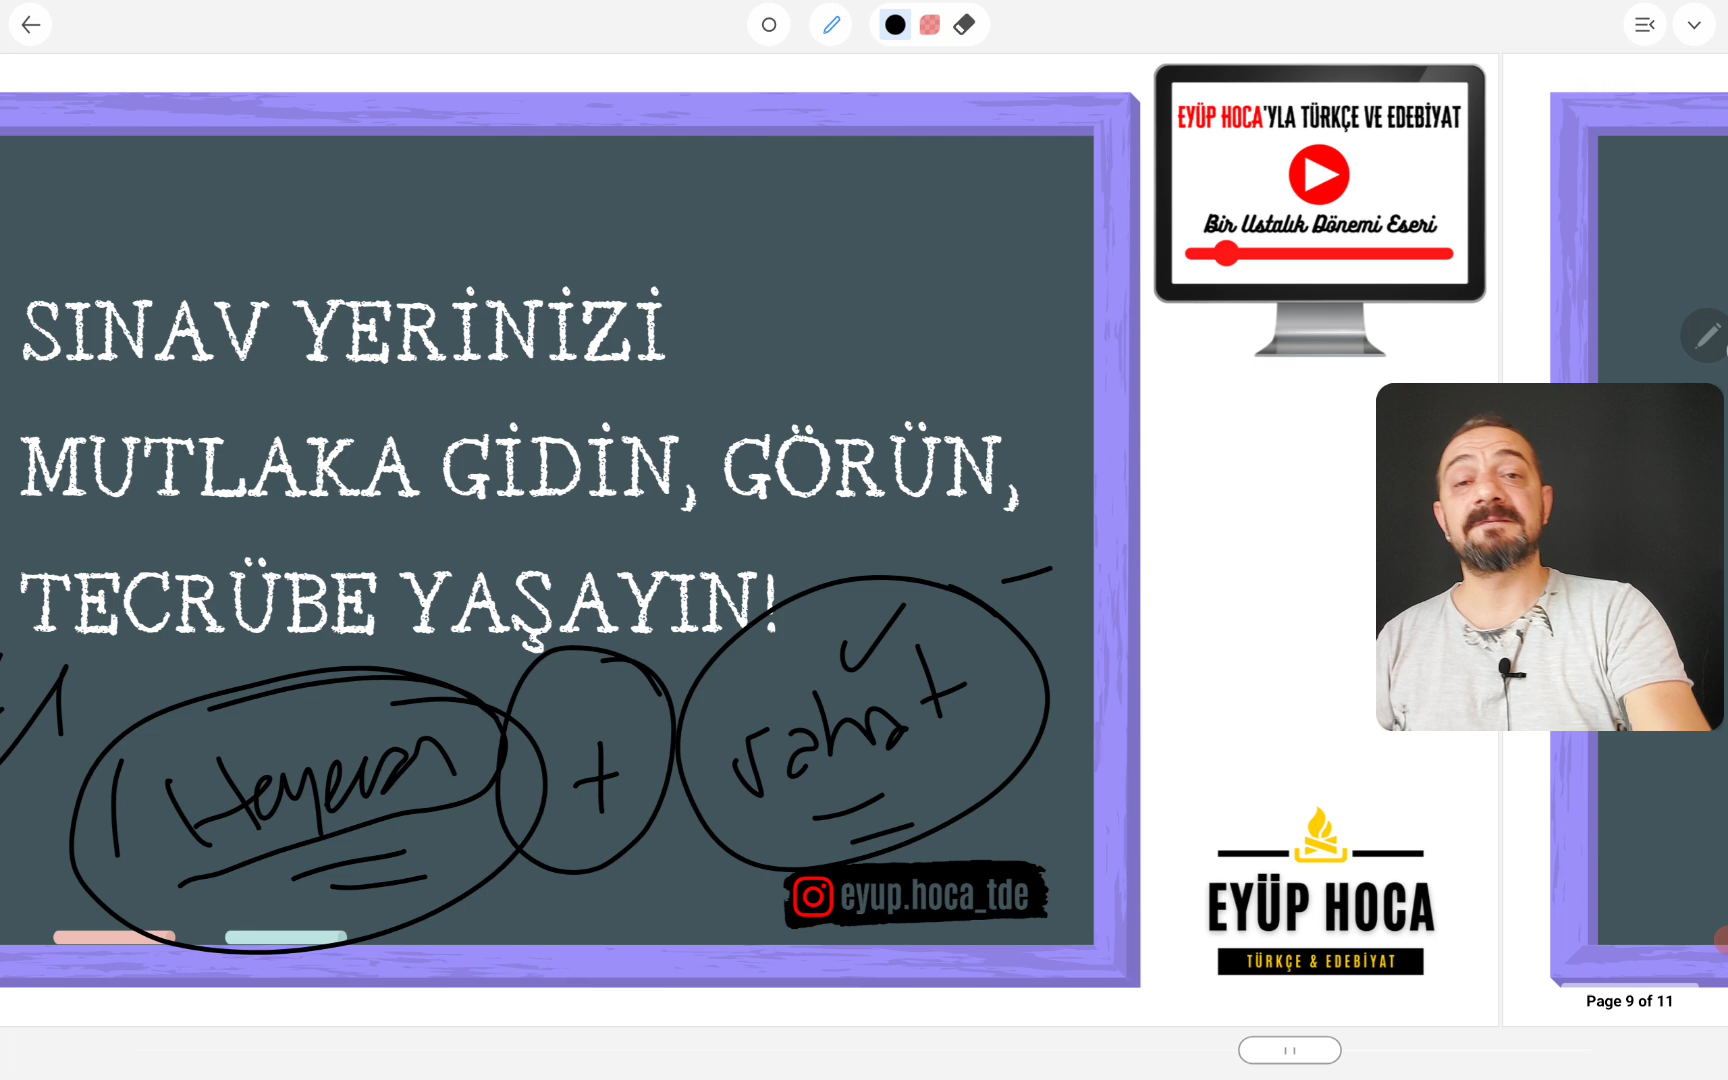 EYÜP HOCA'YLA TÜRKÇE VE EDEBİYAT
Bir Ustalık Dönemi Eseri
SINAV YERİNİZİ
MUTLAKA GİDİN, GÖRÜN,
TECRÜBE YAŞAYIN!
Heyecan + rahat
eyup.hoca_tde
EYÜP HOCA
TÜRKÇE & EDEBİYAT
Page 9 of 11